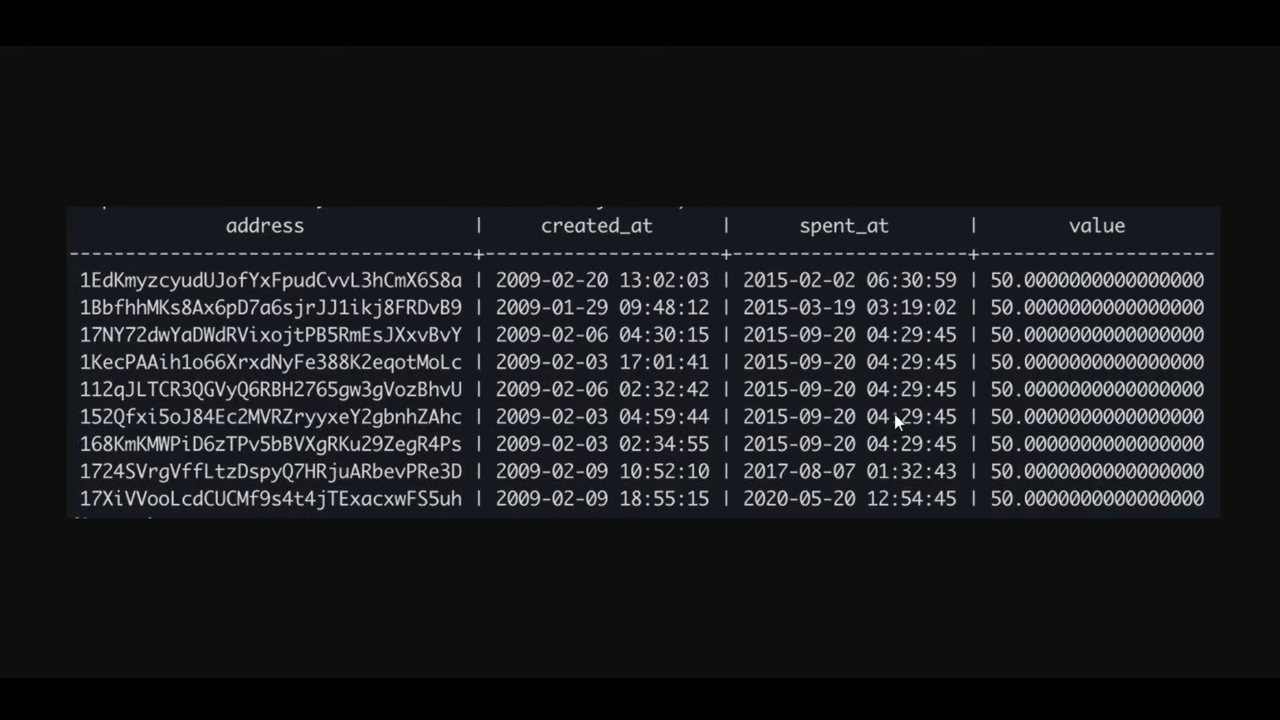 address | created_at | spent_at | value
1EdKmyzcyudUJofYxFpudCvvL3hCmX6S8a | 2009-02-20 13:02:03 | 2015-02-02 06:30:59 | 50.0000000000000000
1BbfhhMKs8Ax6pD7a6sjrJJ1ikj8FRDvB9 | 2009-01-29 09:48:12 | 2015-03-19 03:19:02 | 50.0000000000000000
17NY72dwYaDWdRVixojtPB5RmEsJXxvBvY | 2009-02-06 04:30:15 | 2015-09-20 04:29:45 | 50.0000000000000000
1KecPAAih1o66XrxdNyFe388K2eqotMoLc | 2009-02-03 17:01:41 | 2015-09-20 04:29:45 | 50.0000000000000000
112qJLTCR3QGVyQ6RBH2765gw3gVozBhvU | 2009-02-06 02:32:42 | 2015-09-20 04:29:45 | 50.0000000000000000
152Qfxi5oJ84Ec2MVRZryyxeY2gbnhZAhc | 2009-02-03 04:59:44 | 2015-09-20 04:29:45 | 50.0000000000000000
168KmKMWPiD6zTPv5bBVXgRKu29ZegR4Ps | 2009-02-03 02:34:55 | 2015-09-20 04:29:45 | 50.0000000000000000
1724SVrgVffLtzDspyQ7HRjuARbevPRe3D | 2009-02-09 10:52:10 | 2017-08-07 01:32:43 | 50.0000000000000000
17XiVVooLcdCUCMf9s4t4jTExacxwFS5uh | 2009-02-09 18:55:15 | 2020-05-20 12:54:45 | 50.0000000000000000